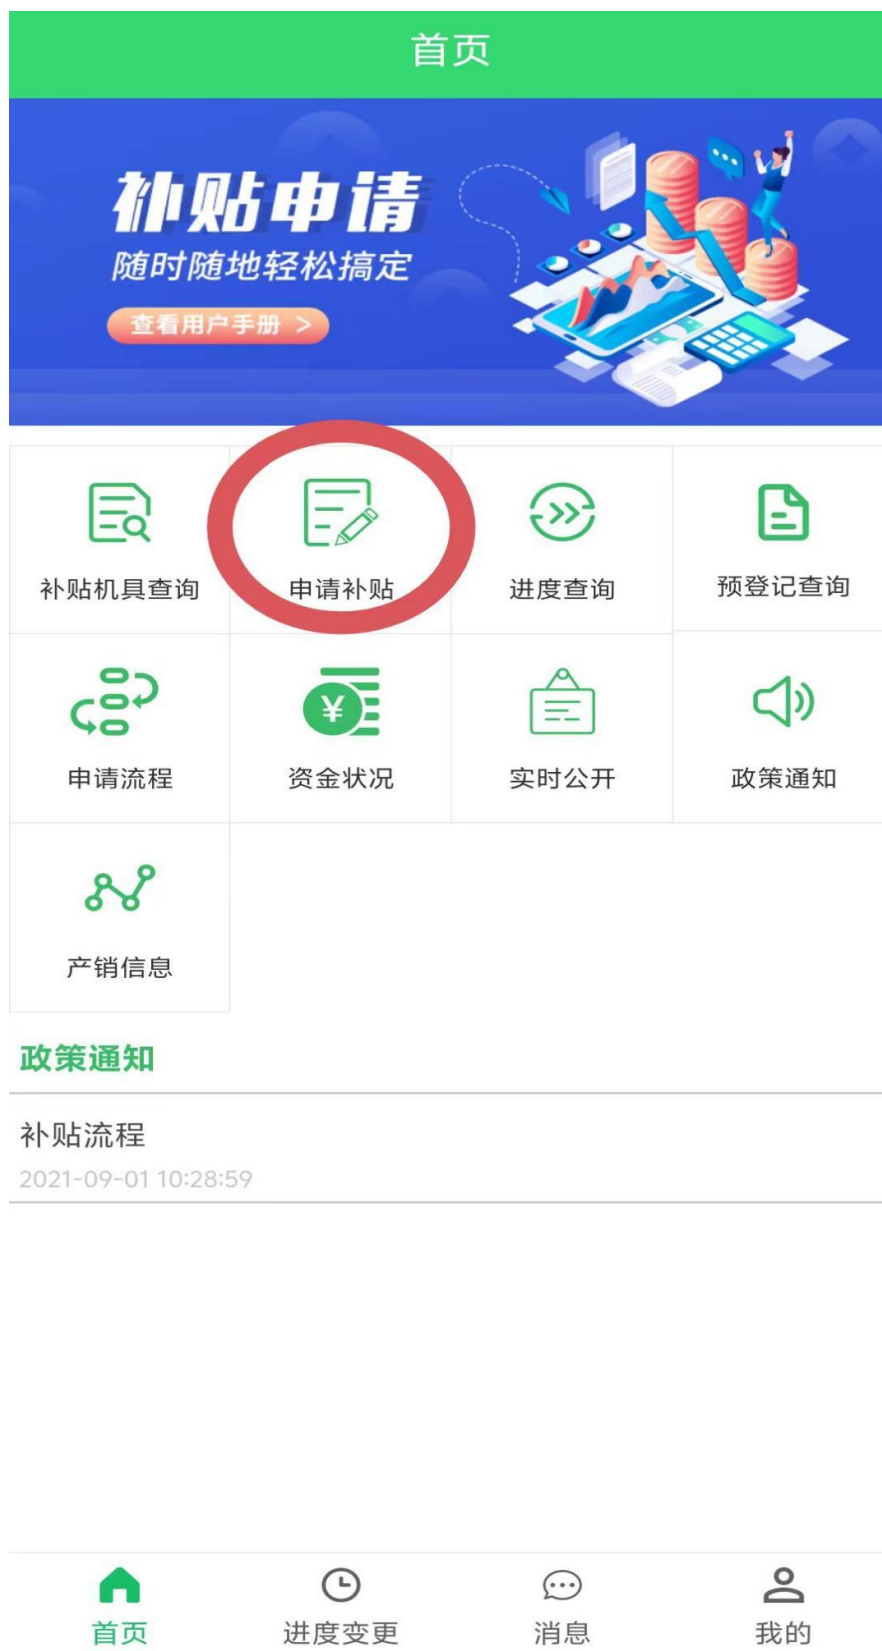 首页
补贴申请
随时随地轻松搞定
查看用户手册 >
补贴机具查询
申请补贴
进度查询
预登记查询
申请流程
资金状况
实时公开
政策通知
产销信息
政策通知
补贴流程
2021-09-01 10:28:59
首页
进度变更
消息
我的